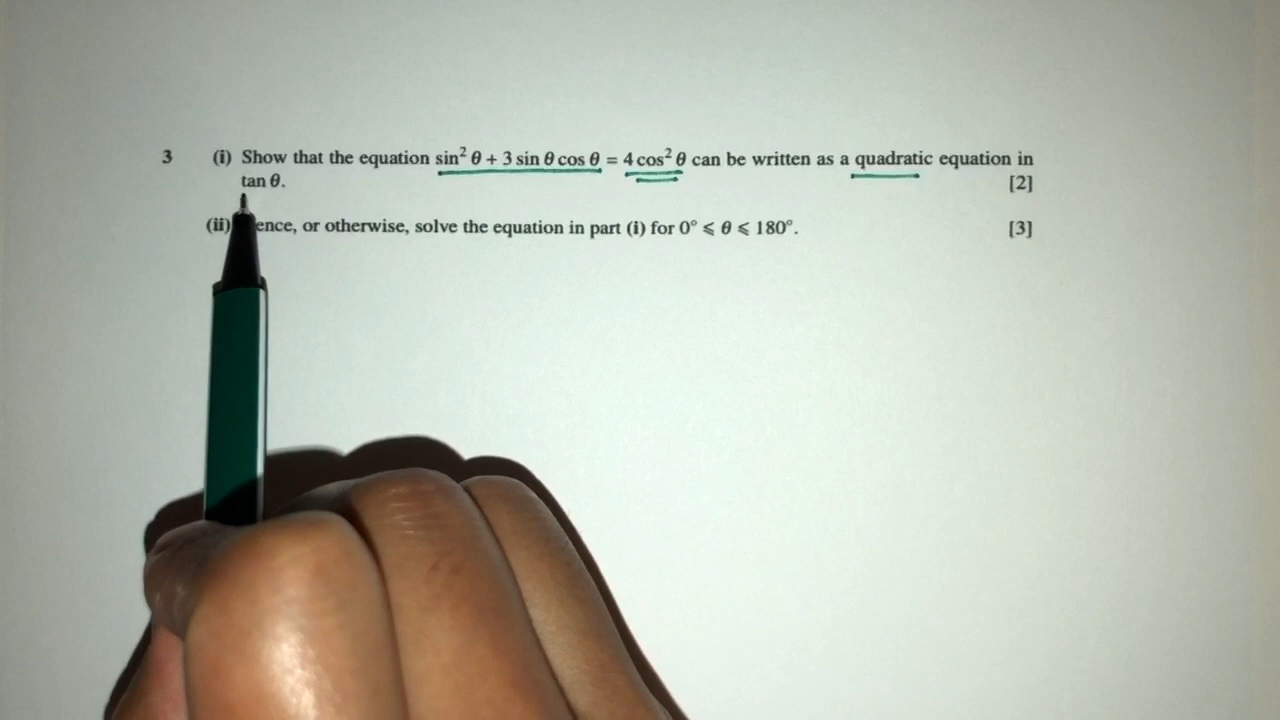 3 (i) Show that the equation sin² θ + 3 sin θ cos θ = 4 cos² θ can be written as a quadratic equation in
tan θ. [2]
(ii) ence, or otherwise, solve the equation in part (i) for 0° ⩽ θ ⩽ 180°. [3]